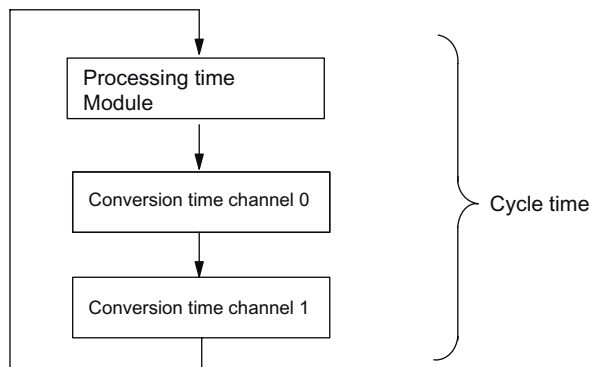 Processing time
Module
Conversion time channel 0
Cycle time
Conversion time channel 1